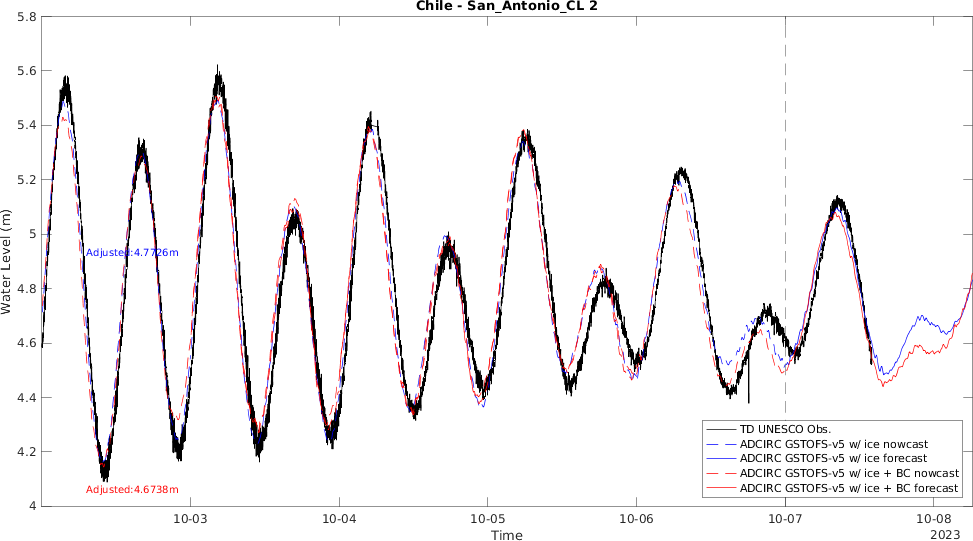 Chile - San_Antonio_CL 2
5.8
5.6
5.4
5.2
5
4.8
4.6
4.4
4.2
4
Water Level (m)
Adjusted:4.7726m
Adjusted:4.6738m
TD UNESCO Obs.
ADCIRC GSTOFS-v5 w/ ice nowcast
ADCIRC GSTOFS-v5 w/ ice forecast
ADCIRC GSTOFS-v5 w/ ice + BC nowcast
ADCIRC GSTOFS-v5 w/ ice + BC forecast
10-03
10-04
10-05
10-06
10-07
10-08
Time
2023